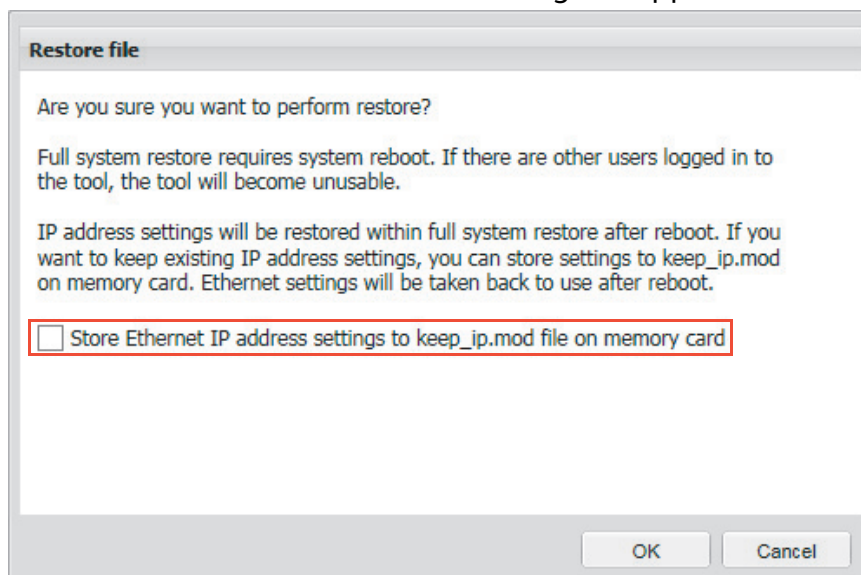 Restore file
Are you sure you want to perform restore?
Full system restore requires system reboot. If there are other users logged in to
the tool, the tool will become unusable.
IP address settings will be restored within full system restore after reboot. If you
want to keep existing IP address settings, you can store settings to keep_ip.mod
on memory card. Ethernet settings will be taken back to use after reboot.
Store Ethernet IP address settings to keep_ip.mod file on memory card
OK Cancel